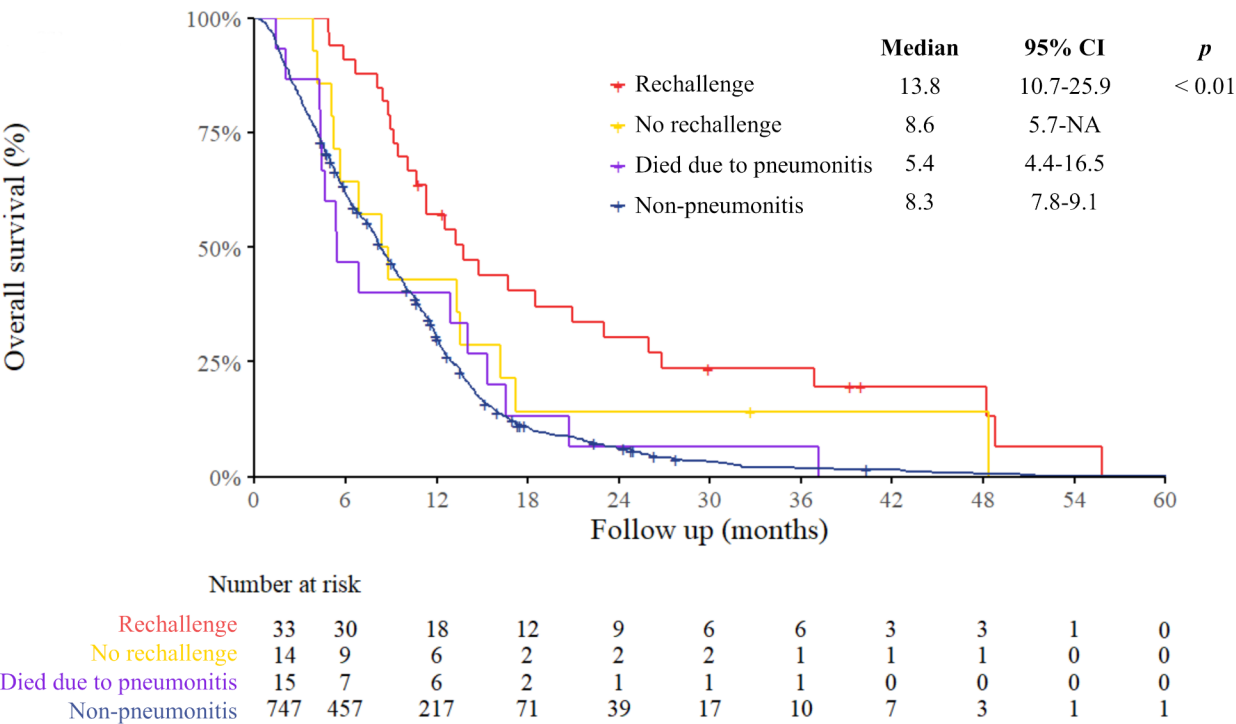 Overall survival (%)
100%
75%
50%
25%
0%
Median 95% CI p
Rechallenge 13.8 10.7-25.9 < 0.01
No rechallenge 8.6 5.7-NA
Died due to pneumonitis 5.4 4.4-16.5
Non-pneumonitis 8.3 7.8-9.1
0 6 12 18 24 30 36 42 48 54 60
Follow up (months)
Number at risk
Rechallenge 33 30 18 12 9 6 6 3 3 1 0
No rechallenge 14 9 6 2 2 2 1 1 1 0 0
Died due to pneumonitis 15 7 6 2 1 1 1 0 0 0 0
Non-pneumonitis 747 457 217 71 39 17 10 7 3 1 1